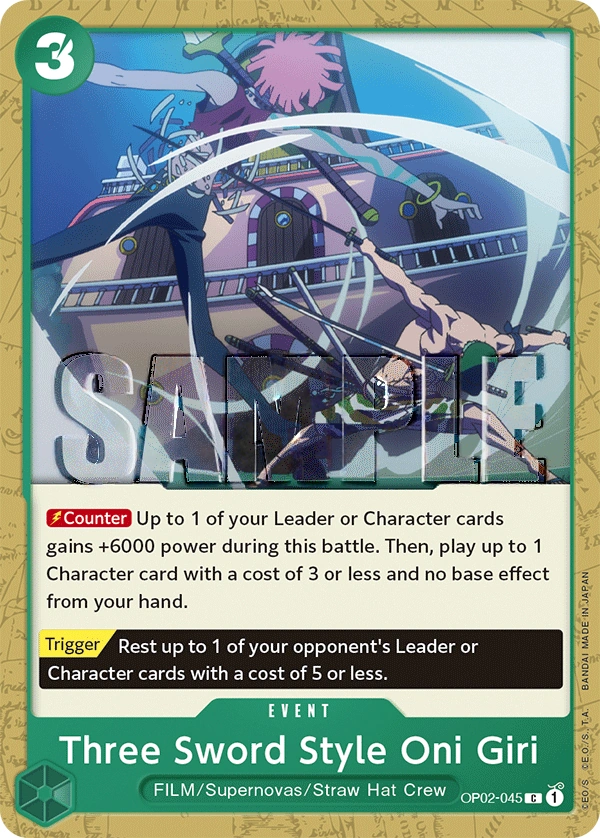 DLICHES EISMEER
3
SAMPLE
Counter Up to 1 of your Leader or Character cards
gains +6000 power during this battle. Then, play up to 1
Character card with a cost of 3 or less and no base effect
from your hand.
Trigger Rest up to 1 of your opponent's Leader or
Character cards with a cost of 5 or less.
EVENT
Three Sword Style Oni Giri
FILM/Supernovas/Straw Hat Crew
OP02-045 C 1
©E.O./S. ©E.O./S.,T.A. BANDAI MADE IN JAPAN